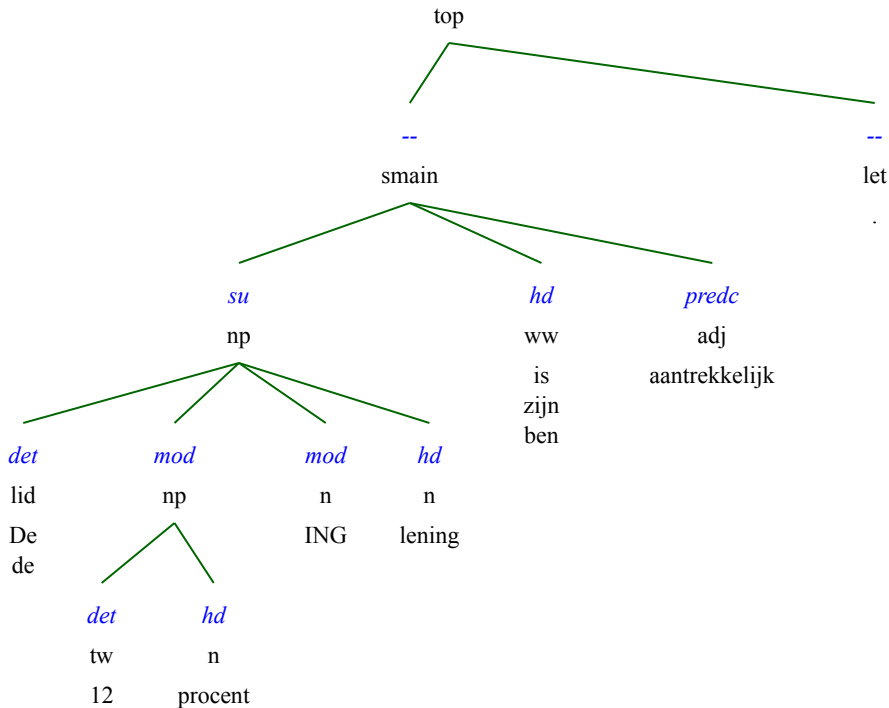 top
-- --
smain let
.
su hd predc
np ww adj
is aantrekkelijk
zijn
ben
det mod mod hd
lid np n n
De ING lening
de
det hd
tw n
12 procent